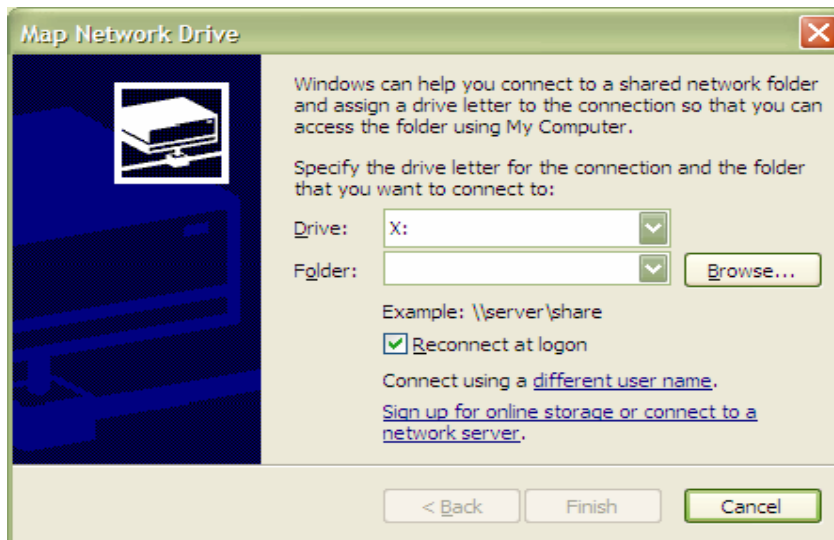 Map Network Drive
Windows can help you connect to a shared network folder
and assign a drive letter to the connection so that you can
access the folder using My Computer.
Specify the drive letter for the connection and the folder
that you want to connect to:
Drive: X:
Folder: Browse...
Example: \\server\share
Reconnect at logon
Connect using a different user name.
Sign up for online storage or connect to a
network server.
< Back Finish Cancel